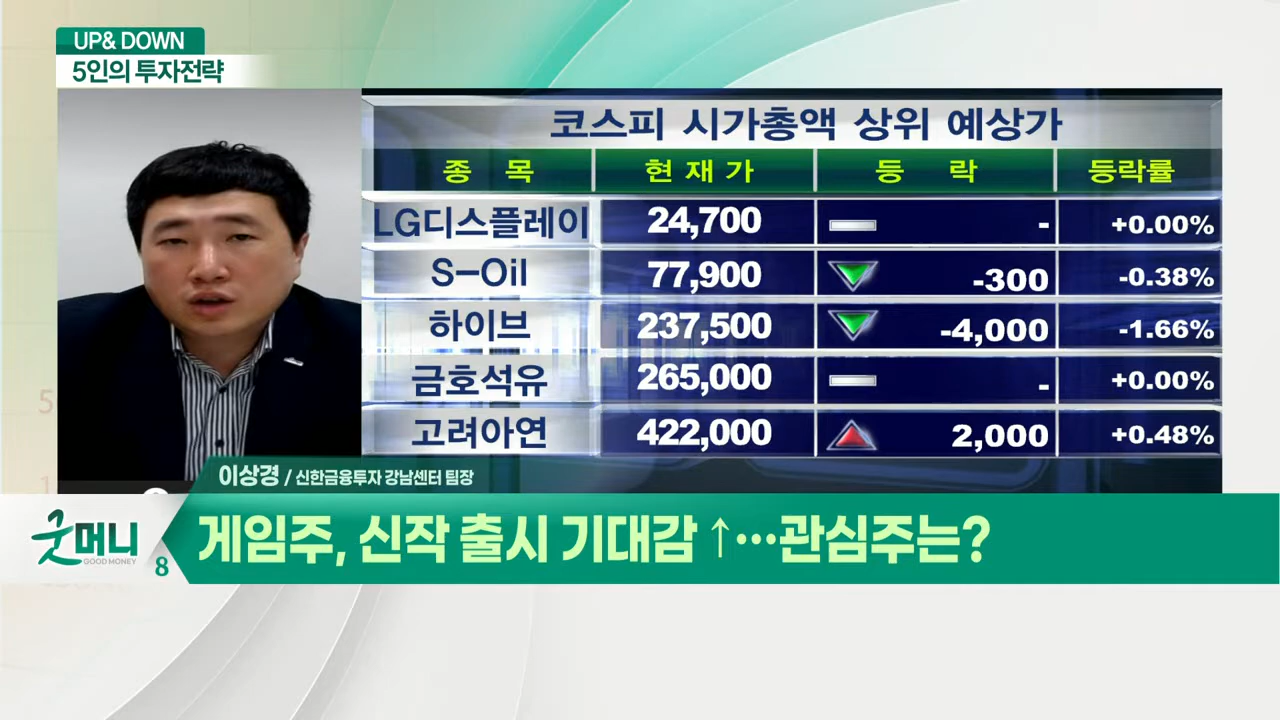 UP& DOWN
5인의 투자전략
코스피 시가총액 상위 예상가
종 목 현 재 가 등 락 등락률
LG디스플레이 24,700 - +0.00%
S-Oil 77,900 -300 -0.38%
하이브 237,500 -4,000 -1.66%
금호석유 265,000 - +0.00%
고려아연 422,000 2,000 +0.48%
이상경 / 신한금융투자 강남센터 팀장
굿머니
GOOD MONEY
8
게임주, 신작 출시 기대감↑…관심주는?